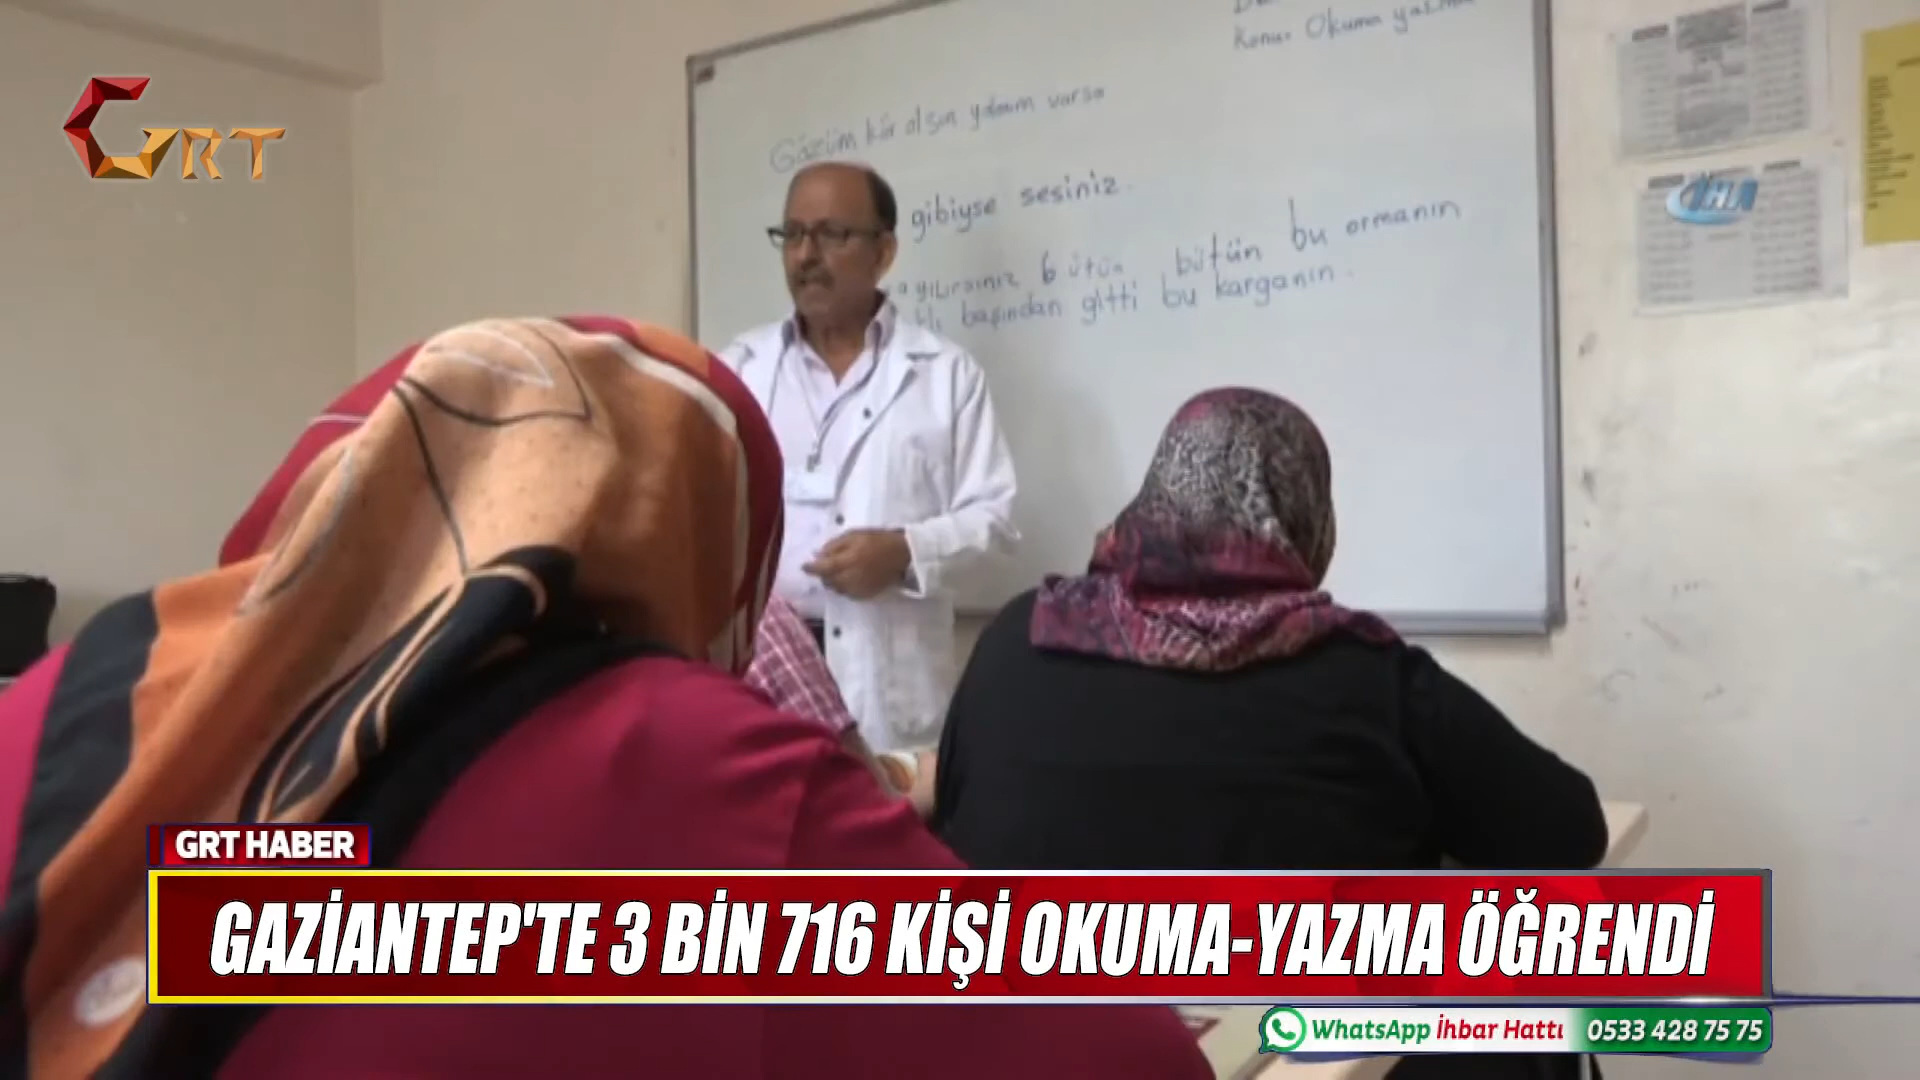 Konu: Okuma yazma
Gözüm kör olsun yalanım varsa
gibiyse sesiniz.
bütün bütün bu ormanın
başından gitti bu karganın.
GRT
İHA
GRT HABER
GAZİANTEP'TE 3 BİN 716 KİŞİ OKUMA-YAZMA ÖĞRENDİ
WhatsApp İhbar Hattı 0533 428 75 75